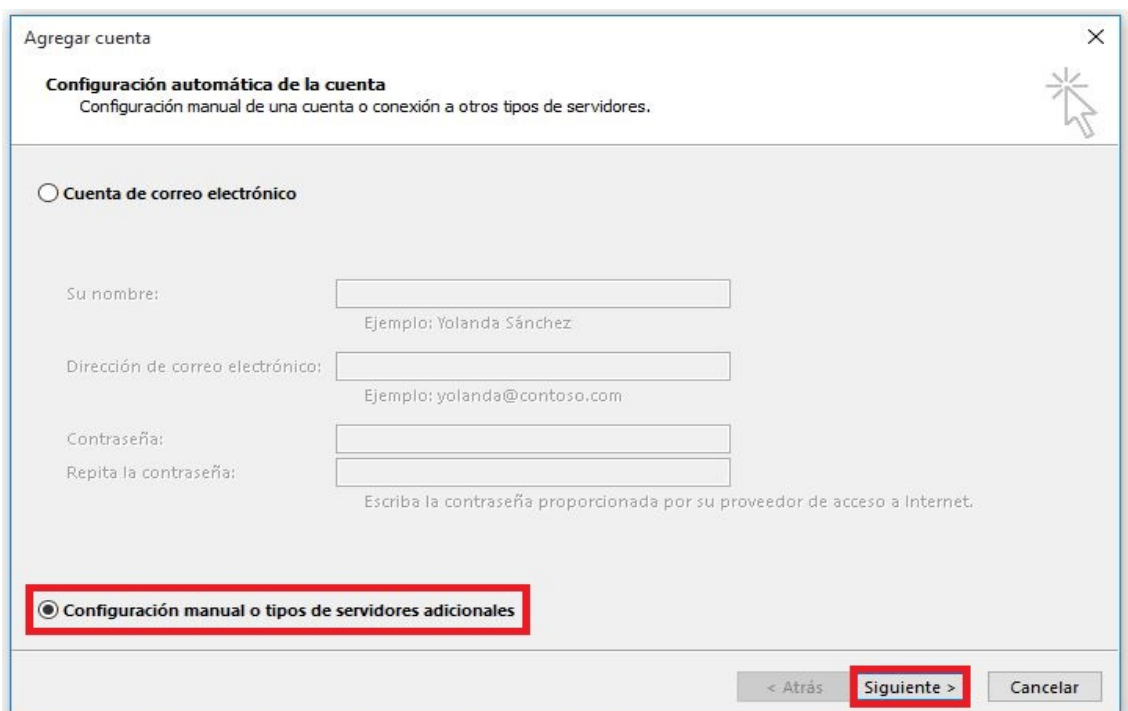 Agregar cuenta
Configuración automática de la cuenta
Configuración manual de una cuenta o conexión a otros tipos de servidores.
Cuenta de correo electrónico
Su nombre:
Ejemplo: Yolanda Sánchez
Dirección de correo electrónico:
Ejemplo: yolanda@contoso.com
Contraseña:
Repita la contraseña:
Escriba la contraseña proporcionada por su proveedor de acceso a Internet.
Configuración manual o tipos de servidores adicionales
< Atrás Siguiente > Cancelar